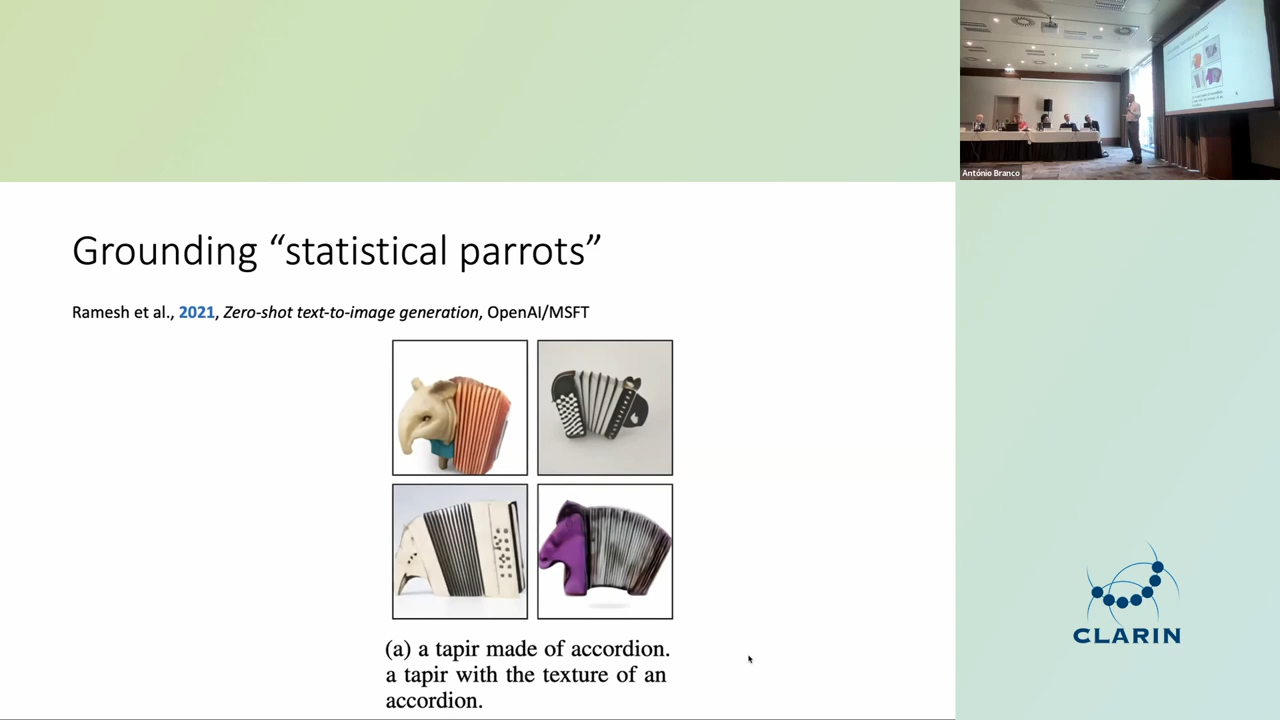 António Branco
Grounding “statistical parrots”
Ramesh et al., 2021, Zero-shot text-to-image generation, OpenAI/MSFT
(a) a tapir made of accordion.
a tapir with the texture of an
accordion.
CLARIN